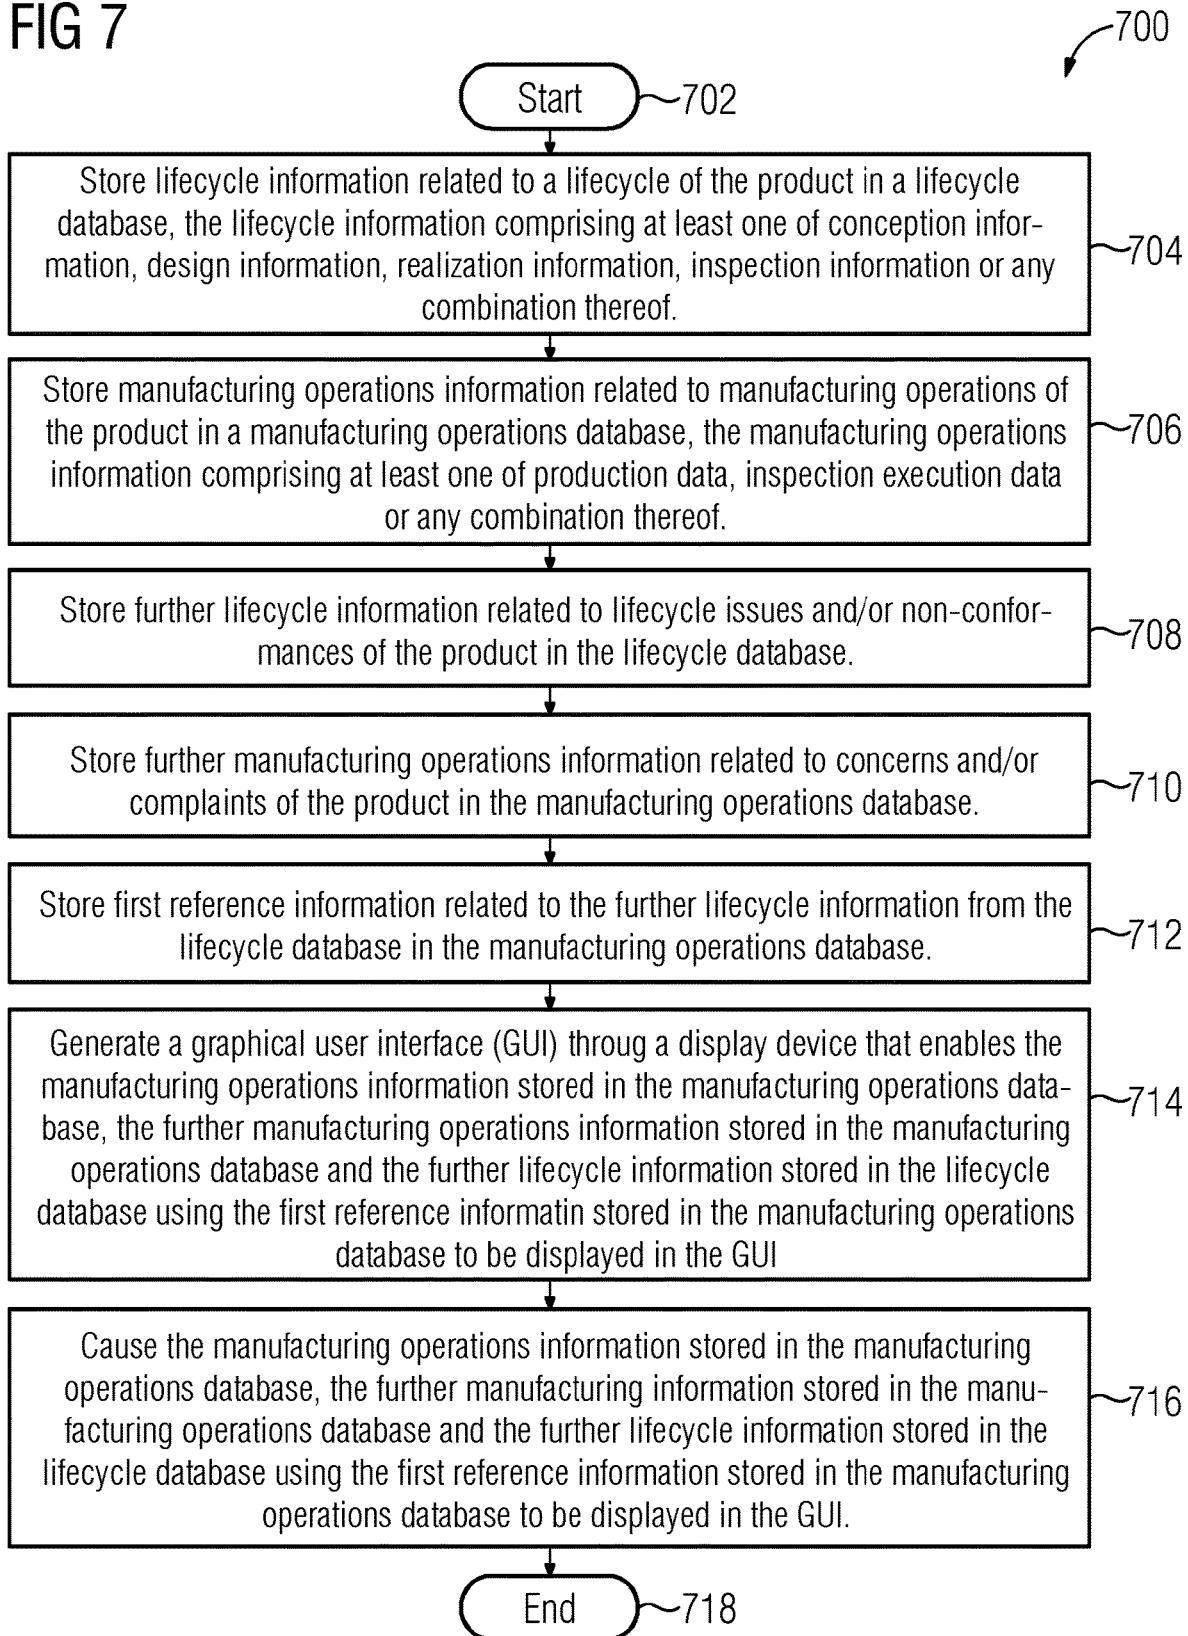 FIG 7
700
Start
702
Store lifecycle information related to a lifecycle of the product in a lifecycle
database, the lifecycle information comprising at least one of conception infor-
mation, design information, realization information, inspection information or any
combination thereof.
704
Store manufacturing operations information related to manufacturing operations of
the product in a manufacturing operations database, the manufacturing operations
information comprising at least one of production data, inspection execution data
or any combination thereof.
706
Store further lifecycle information related to lifecycle issues and/or non-confor-
mances of the product in the lifecycle database.
708
Store further manufacturing operations information related to concerns and/or
complaints of the product in the manufacturing operations database.
710
Store first reference information related to the further lifecycle information from the
lifecycle database in the manufacturing operations database.
712
Generate a graphical user interface (GUI) throug a display device that enables the
manufacturing operations information stored in the manufacturing operations data-
base, the further manufacturing operations information stored in the manufacturing
operations database and the further lifecycle information stored in the lifecycle
database using the first reference informatin stored in the manufacturing operations
database to be displayed in the GUI
714
Cause the manufacturing operations information stored in the manufacturing
operations database, the further manufacturing information stored in the manu-
facturing operations database and the further lifecycle information stored in the
lifecycle database using the first reference information stored in the manufacturing
operations database to be displayed in the GUI.
716
End
718